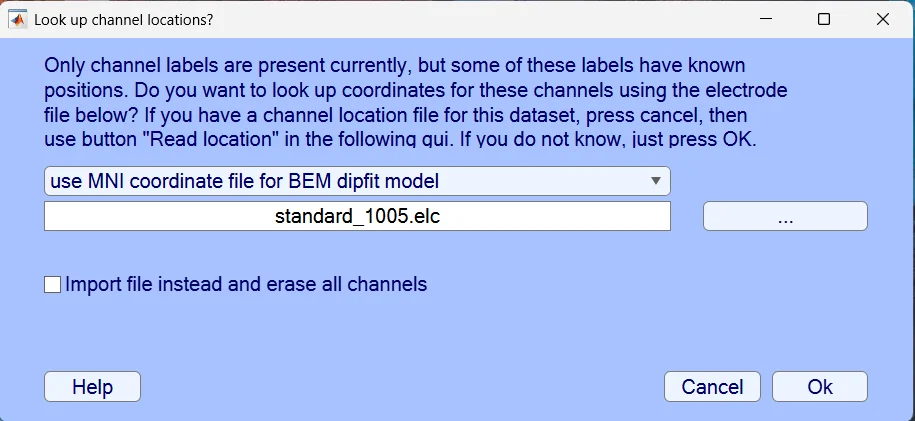 Look up channel locations?
Only channel labels are present currently, but some of these labels have known
positions. Do you want to look up coordinates for these channels using the electrode
file below? If you have a channel location file for this dataset, press cancel, then
use button "Read location" in the following gui. If you do not know, just press OK.
use MNI coordinate file for BEM dipfit model
standard_1005.elc
...
Import file instead and erase all channels
Help
Cancel
Ok